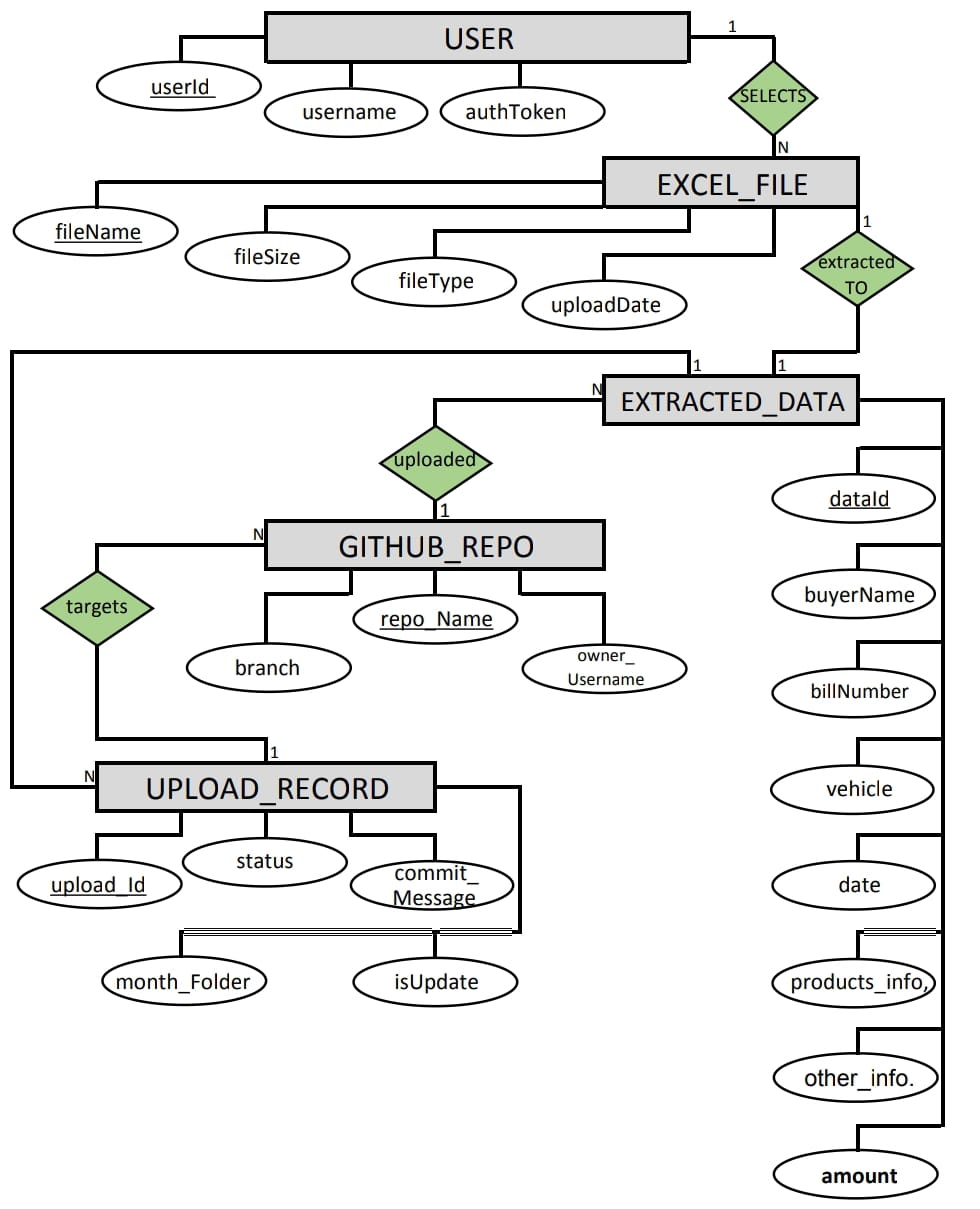 USER
1
userId
username
authToken
SELECTS
N
EXCEL_FILE
fileName
fileSize
fileType
uploadDate
1
extracted
TO
1
1
N
EXTRACTED_DATA
uploaded
1
dataId
N
GITHUB_REPO
buyerName
targets
repo_Name
branch
owner_
Username
billNumber
1
N
UPLOAD_RECORD
vehicle
upload_Id
status
commit_
Message
date
month_Folder
isUpdate
products_info,
other_info.
amount